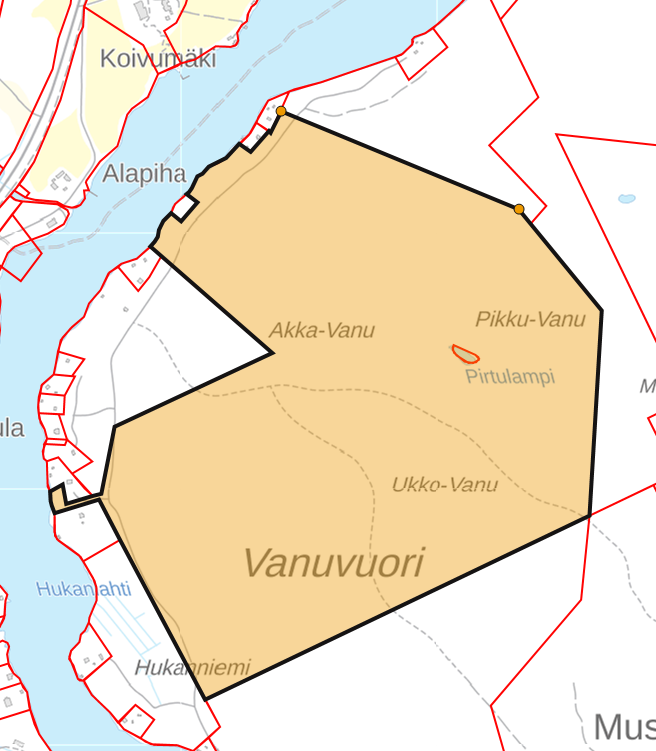 Koivumäki
Alapiha
Akka-Vanu
Pikku-Vanu
Pirtulampi
M
ula
Ukko-Vanu
Vanuvuori
Hukanlahti
Hukanniemi
Mus